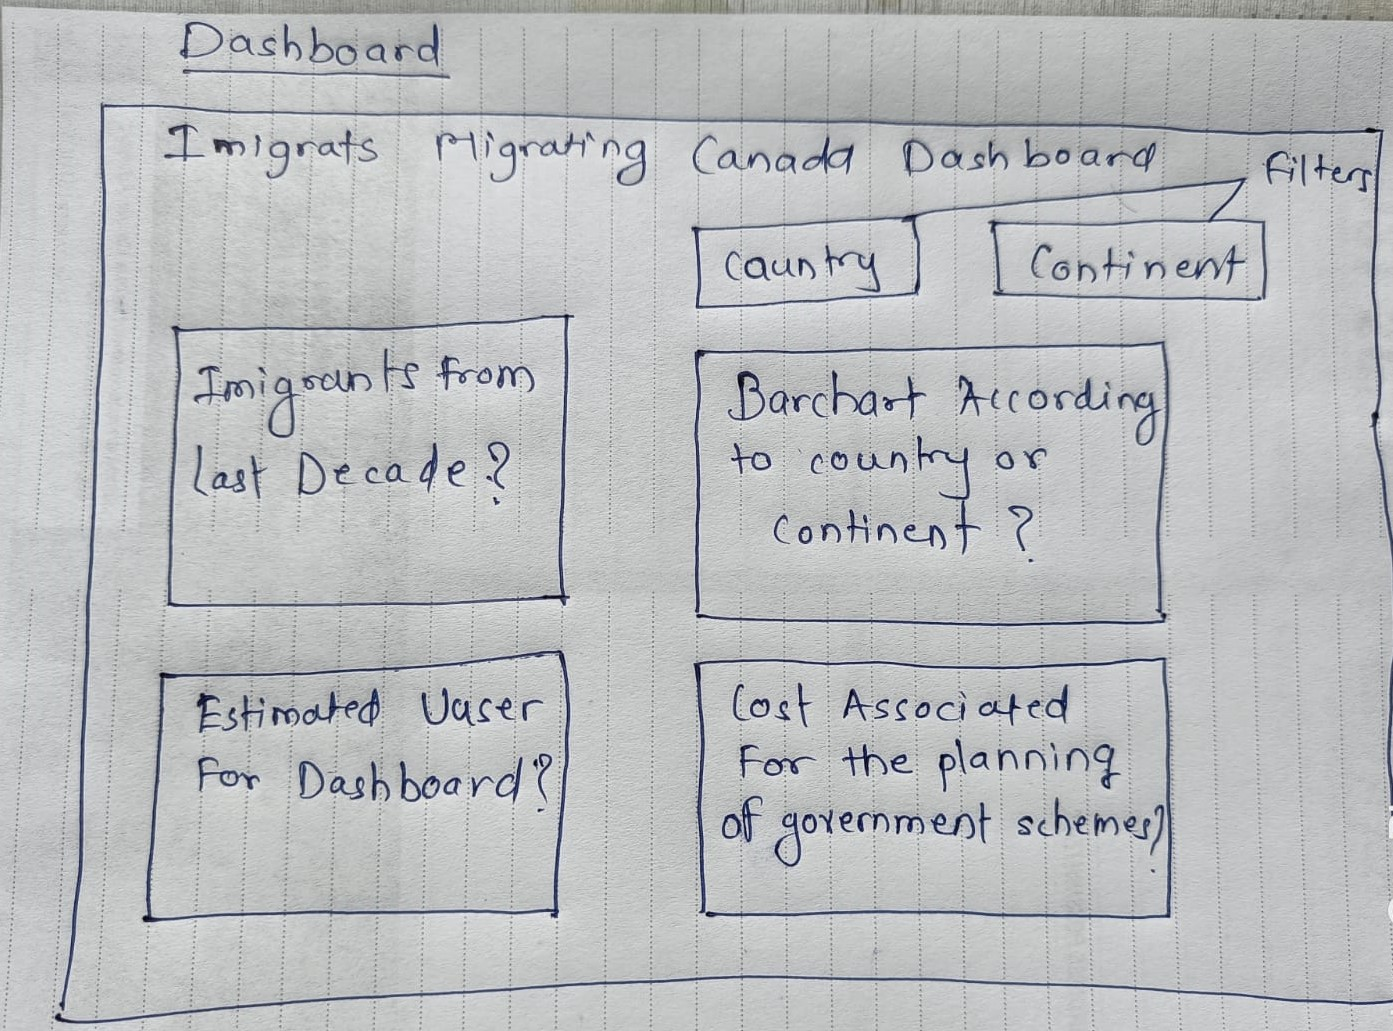 Dashboard
Imigrats Migrating Canada Dashboard
Filters
Cauntry
Continent
Imigrants from
last Decade?
Barchart According
to country or
continent?
Estimated Uaser
For Dashboard?
Cost Associated
For the planning
of government schemes?